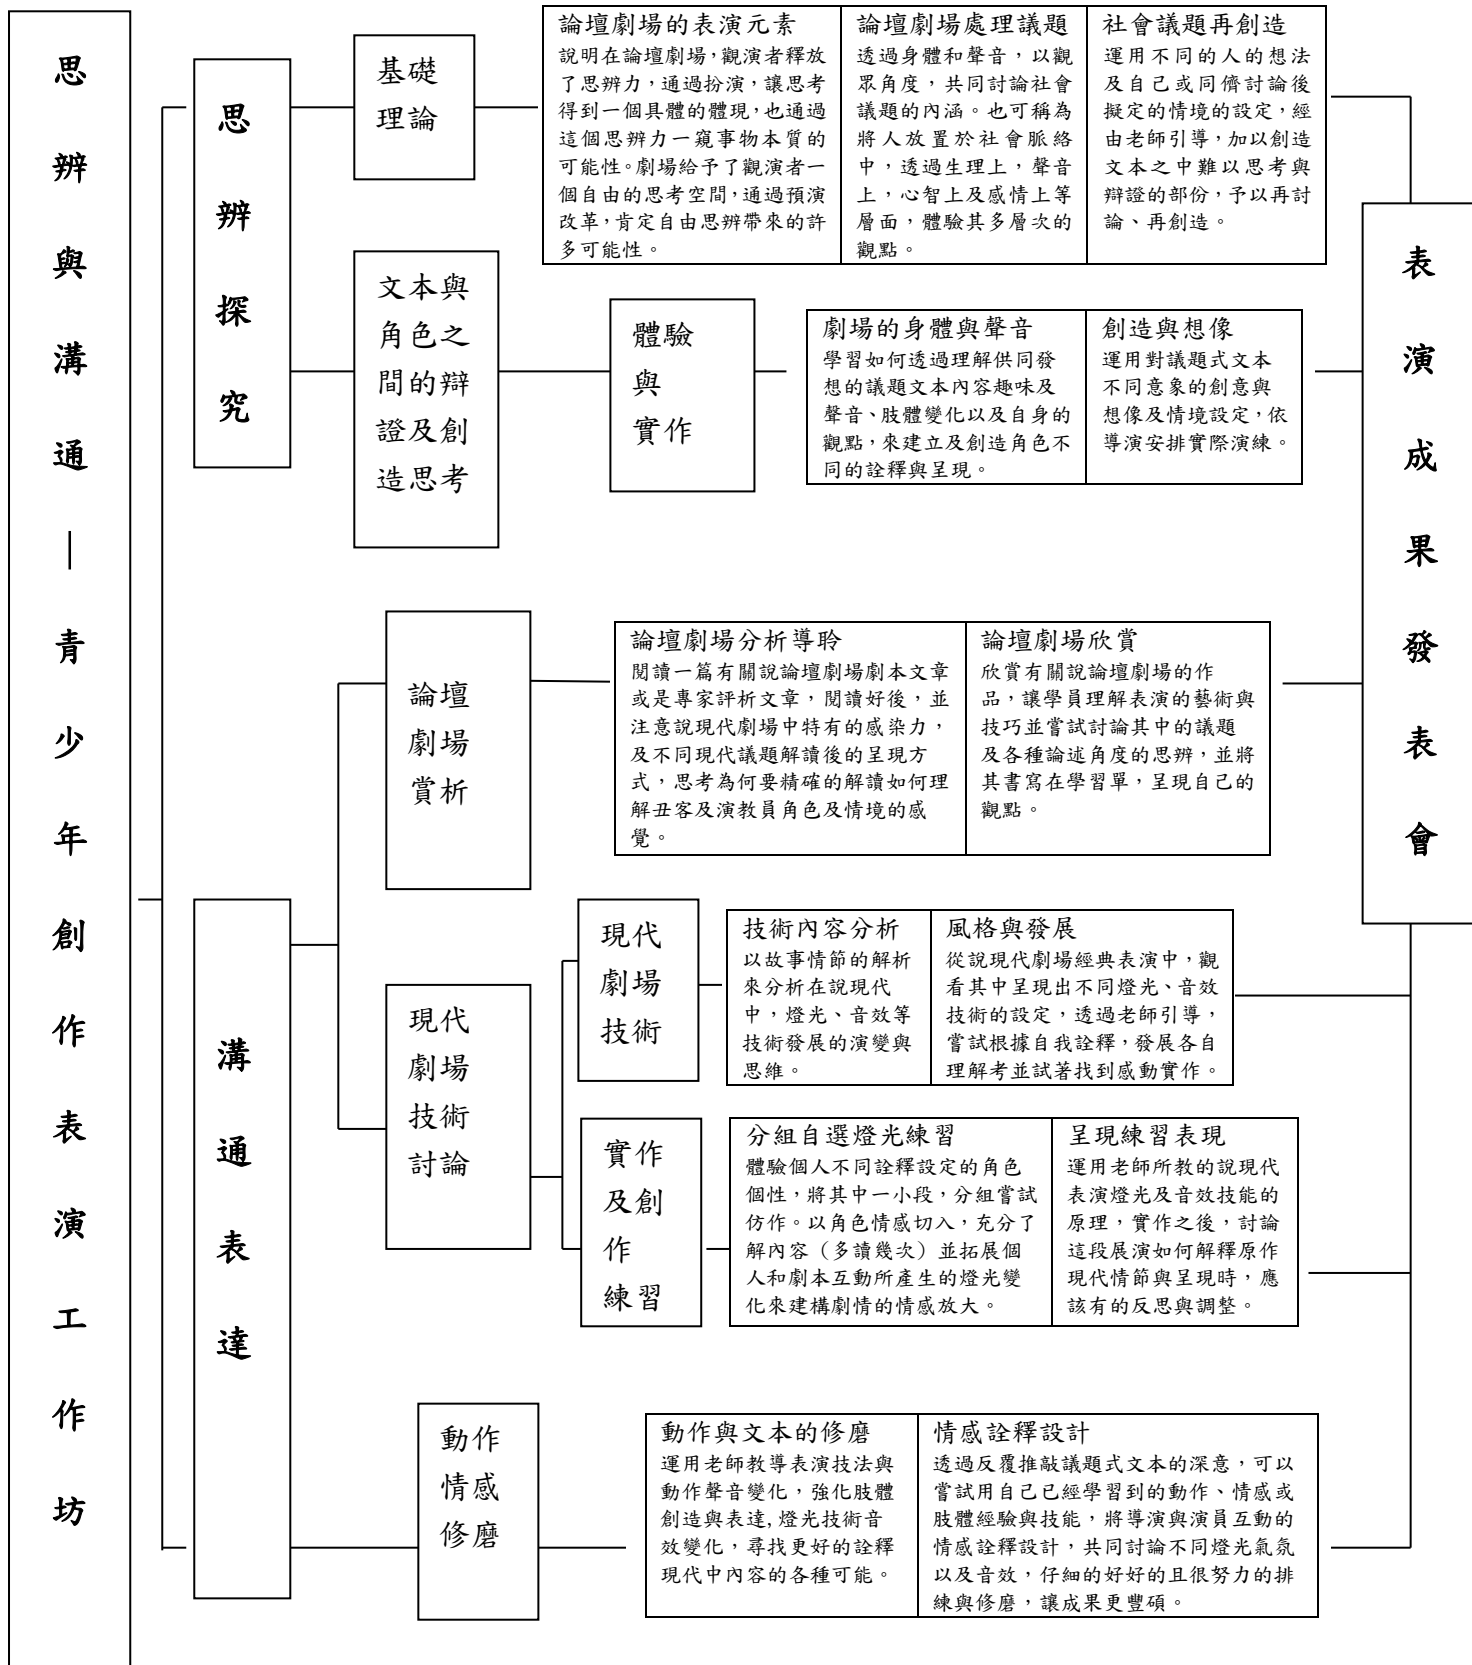 思辨與溝通—青少年創作表演工作坊
思辨探究
基礎
理論
論壇劇場的表演元素
說明在論壇劇場,觀演者釋放
了思辨力,通過扮演,讓思考
得到一個具體的體現,也通過
這個思辨力一窺事物本質的
可能性。劇場給予了觀演者一
個自由的思考空間,通過預演
改革,肯定自由思辨帶來的許
多可能性。
論壇劇場處理議題
透過身體和聲音,以觀
眾角度,共同討論社會
議題的內涵。也可稱為
將人放置於社會脈絡
中,透過生理上,聲音
上,心智上及感情上等
層面,體驗其多層次的
觀點。
社會議題再創造
運用不同的人的想法
及自己或同儕討論後
擬定的情境的設定,經
由老師引導,加以創造
文本之中難以思考與
辯證的部份,予以再討
論、再創造。
文本與
角色之
間的辯
證及創
造思考
體驗
與
實作
劇場的身體與聲音
學習如何透過理解供同發
想的議題文本內容趣味及
聲音、肢體變化以及自身的
觀點,來建立及創造角色不
同的詮釋與呈現。
創造與想像
運用對議題式文本
不同意象的創意與
想像及情境設定,依
導演安排實際演練。
溝通表達
論壇
劇場
賞析
論壇劇場分析導聆
閱讀一篇有關說論壇劇場劇本文章
或是專家評析文章,閱讀好後,並
注意說現代劇場中特有的感染力,
及不同現代議題解讀後的呈現方
式,思考為何要精確的解讀如何理
解丑客及演教員角色及情境的感
覺。
論壇劇場欣賞
欣賞有關說論壇劇場的作
品,讓學員理解表演的藝術與
技巧並嘗試討論其中的議題
及各種論述角度的思辨,並將
其書寫在學習單,呈現自己的
觀點。
現代
劇場
技術
討論
現代
劇場
技術
技術內容分析
以故事情節的解析
來分析在說現代
中,燈光、音效等
技術發展的演變與
思維。
風格與發展
從說現代劇場經典表演中,觀
看其中呈現出不同燈光、音效
技術的設定,透過老師引導,
嘗試根據自我詮釋,發展各自
理解考並試著找到感動實作。
實作
及創
作
練習
分組自選燈光練習
體驗個人不同詮釋設定的角色
個性,將其中一小段,分組嘗試
仿作。以角色情感切入,充分了
解內容(多讀幾次)並拓展個
人和劇本互動所產生的燈光變
化來建構劇情的情感放大。
呈現練習表現
運用老師所教的說現代
表演燈光及音效技能的
原理,實作之後,討論
這段展演如何解釋原作
現代情節與呈現時,應
該有的反思與調整。
動作
情感
修磨
動作與文本的修磨
運用老師教導表演技法與
動作聲音變化,強化肢體
創造與表達,燈光技術音
效變化,尋找更好的詮釋
現代中內容的各種可能。
情感詮釋設計
透過反覆推敲議題式文本的深意,可以
嘗試用自己已經學習到的動作、情感或
肢體經驗與技能,將導演與演員互動的
情感詮釋設計,共同討論不同燈光氣氛
以及音效,仔細的好好的且很努力的排
練與修磨,讓成果更豐碩。
表演成果發表會